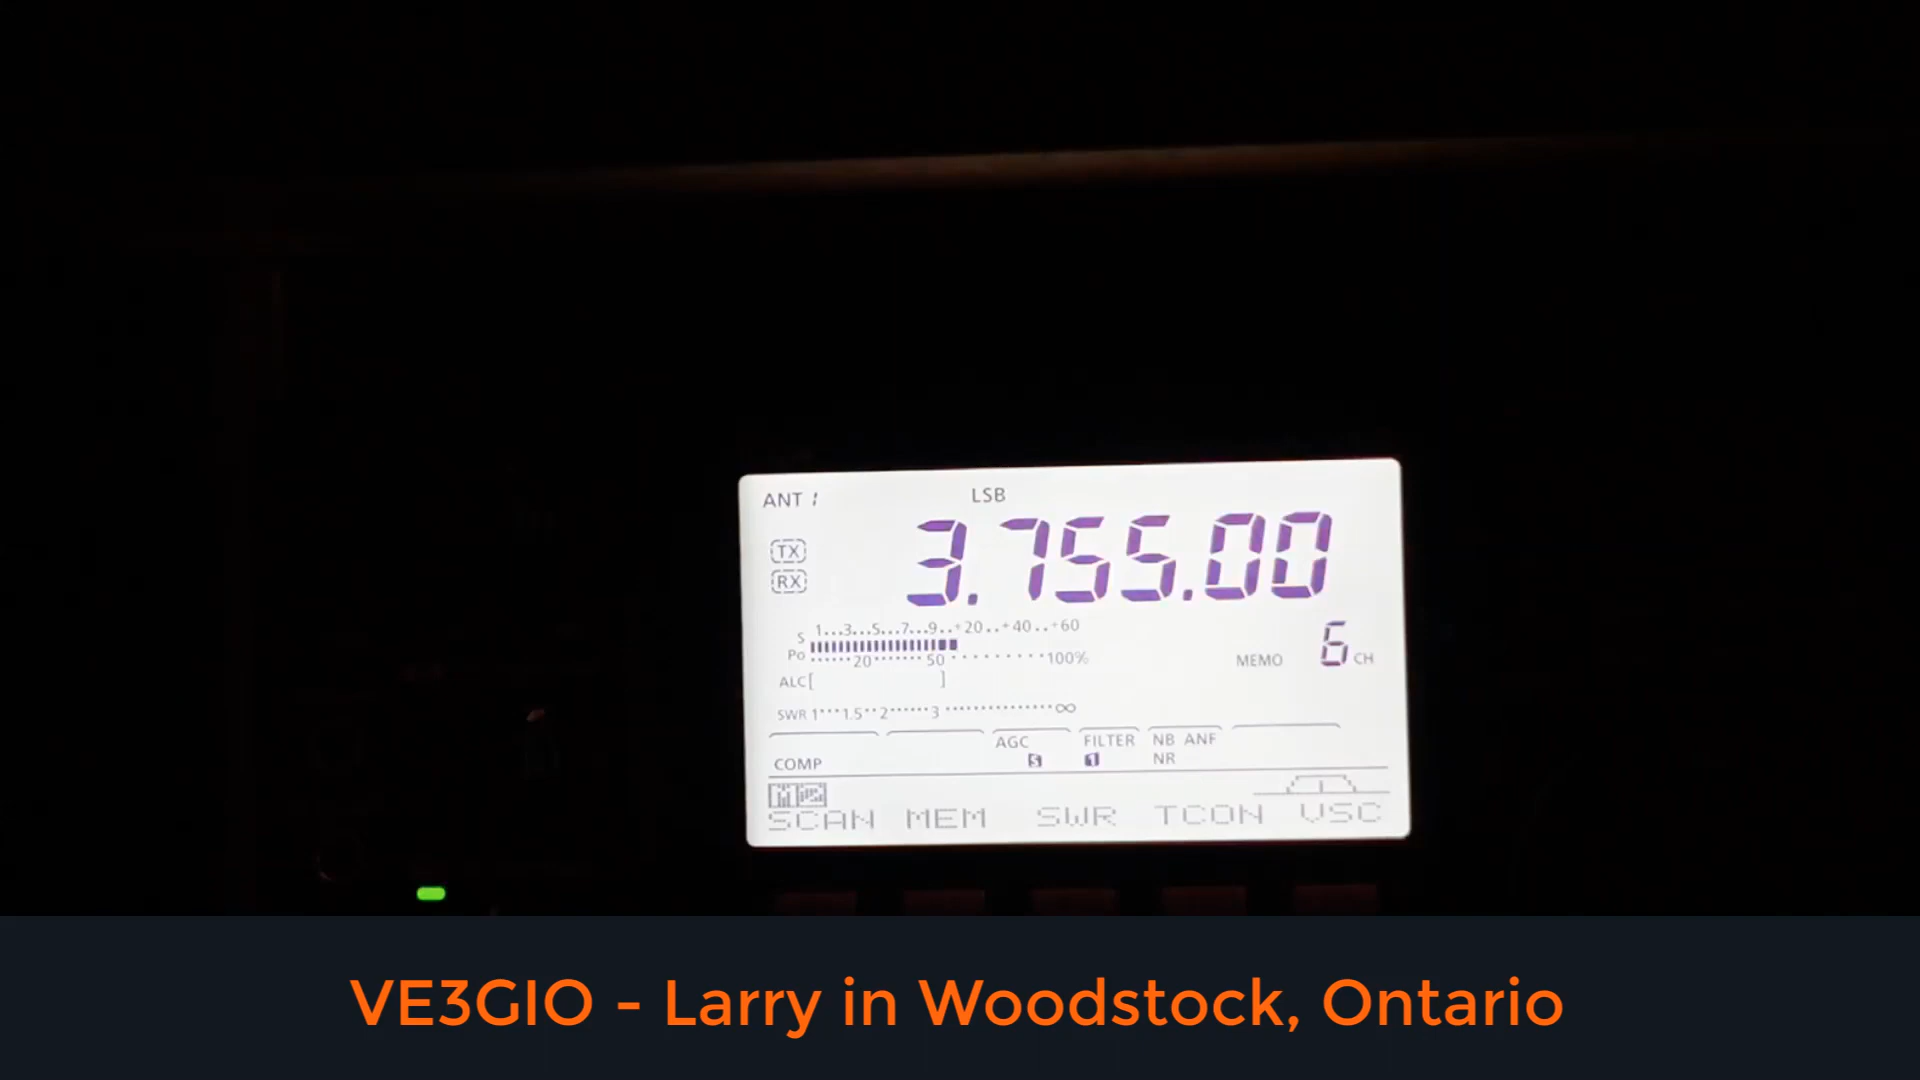 ANT 1
LSB
3.755.00
TX
RX
S 1...3...5...7...9..+20..+40..+60
Po ······20·······50·········100%
MEMO 6 CH
ALC[ ]
SWR 1···1.5··2······3··············∞
AGC FILTER NB ANF
COMP S 1 NR
SCAN MEM SWR TCON VSC
VE3GIO - Larry in Woodstock, Ontario